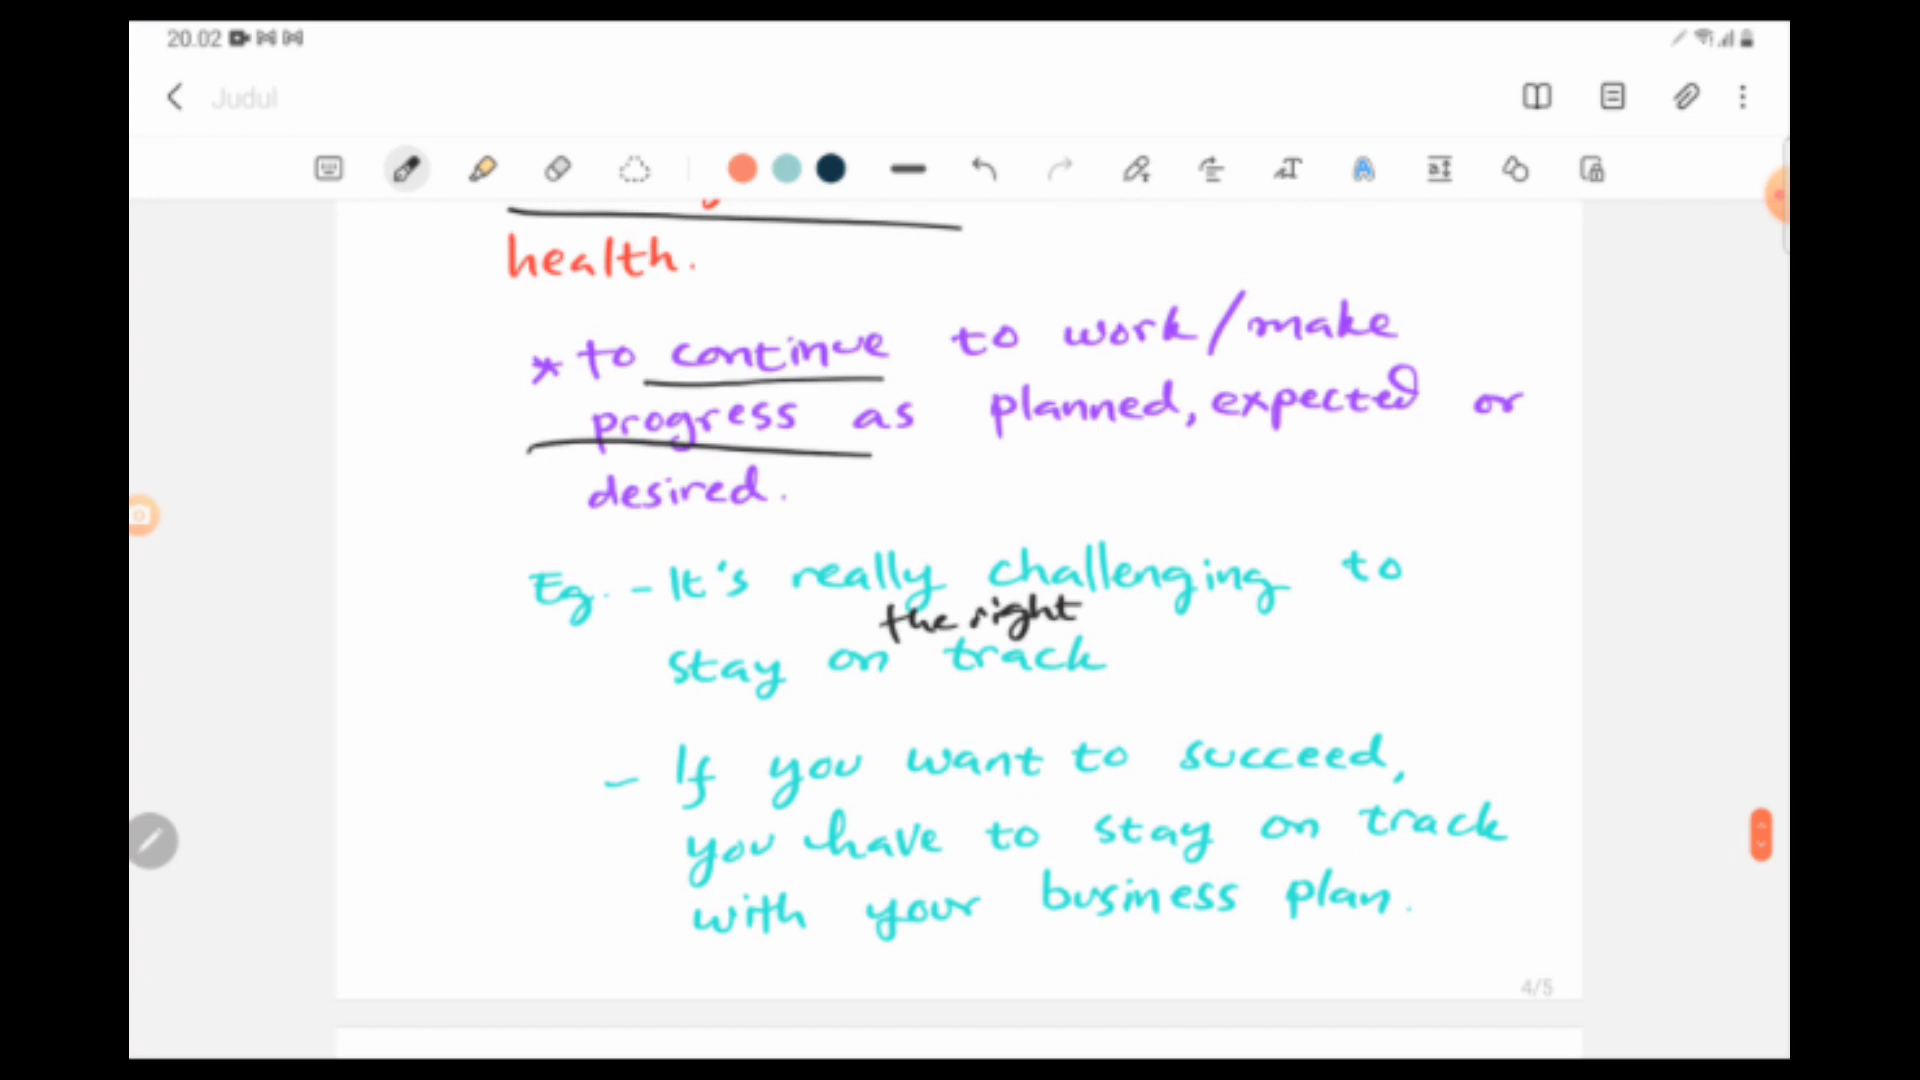 20.02
Judul
health.
* to continue to work/make
progress as planned, expected or
desired.
Eg. - It's really challenging to
the right
stay on track
- If you want to succeed,
you have to stay on track
with your business plan.
4/5